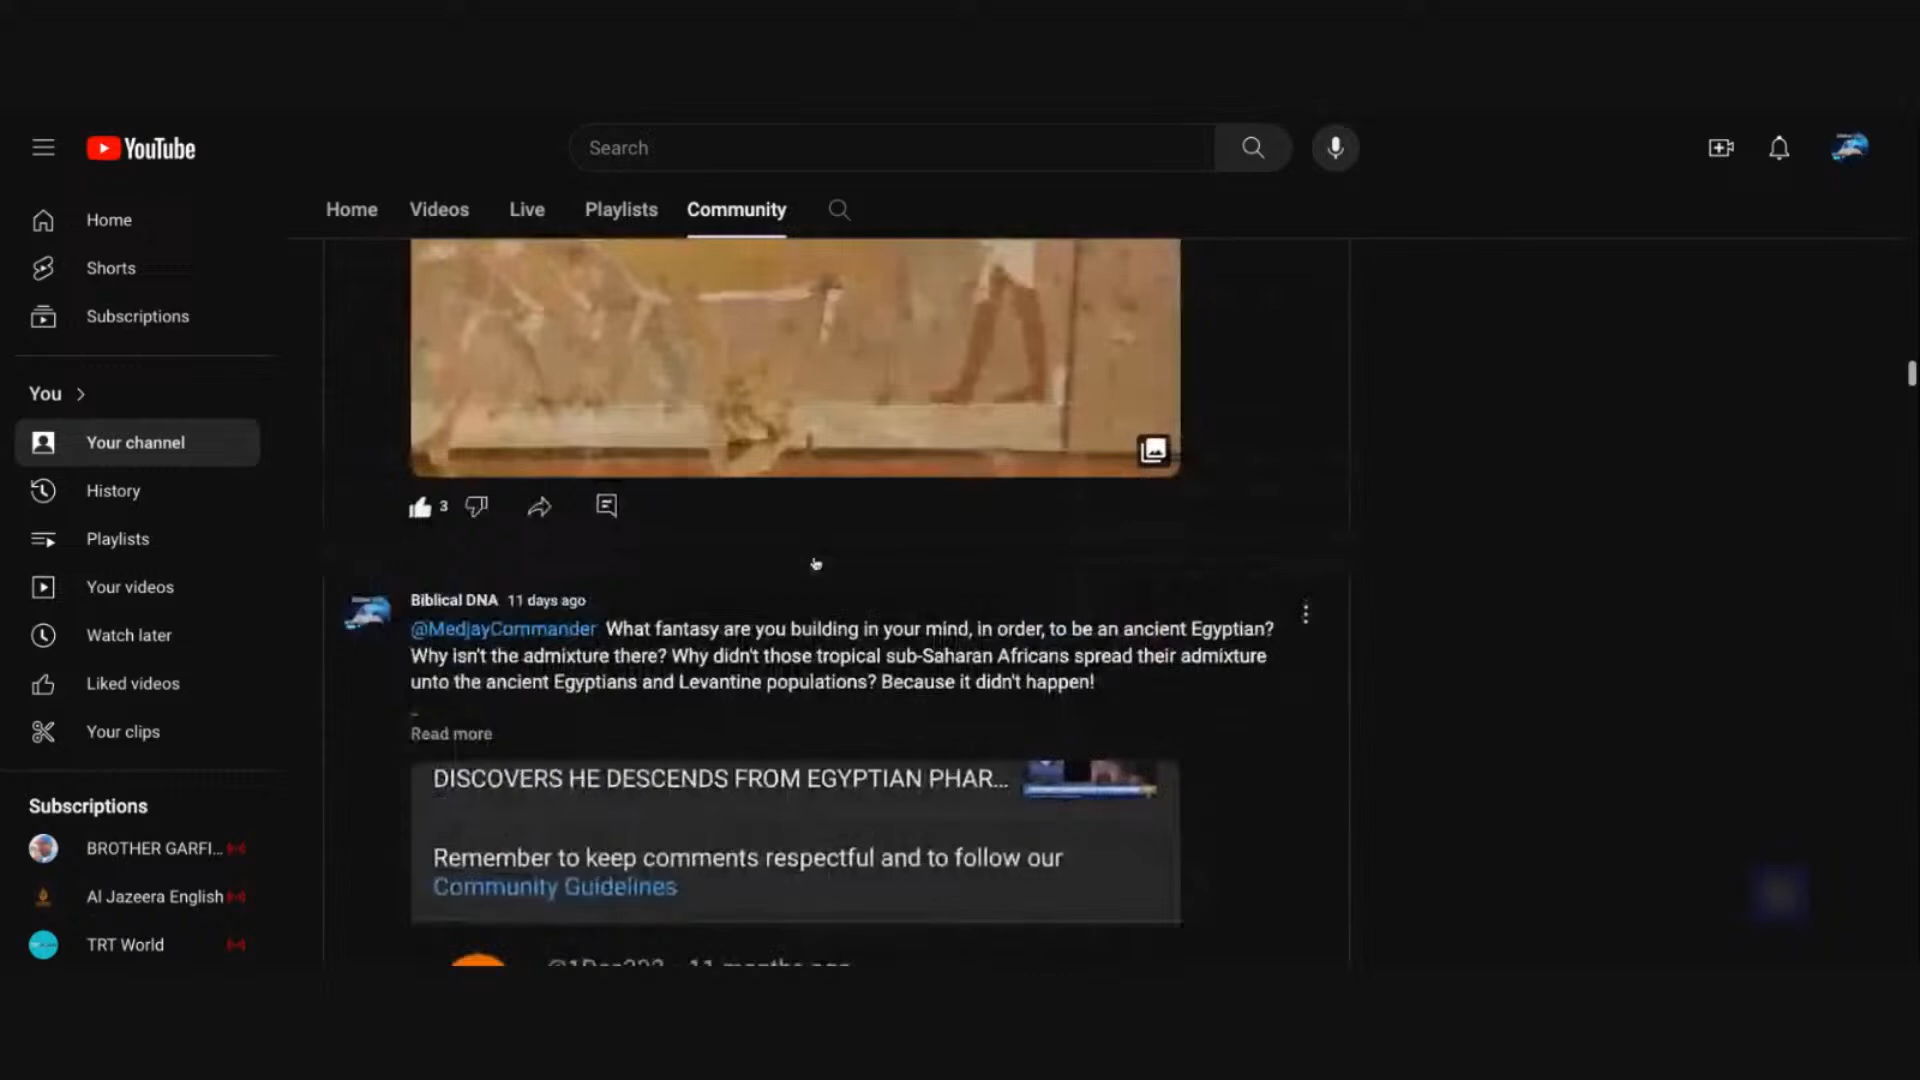 YouTube
Search
Home
Shorts
Subscriptions
You
Your channel
History
Playlists
Your videos
Watch later
Liked videos
Your clips
Subscriptions
BROTHER GARFI...
Al Jazeera English
TRT World
Home Videos Live Playlists Community
3
Biblical DNA 11 days ago
@MedjayCommander What fantasy are you building in your mind, in order, to be an ancient Egyptian?
Why isn't the admixture there? Why didn't those tropical sub-Saharan Africans spread their admixture
unto the ancient Egyptians and Levantine populations? Because it didn't happen!
Read more
DISCOVERS HE DESCENDS FROM EGYPTIAN PHAR...
Remember to keep comments respectful and to follow our
Community Guidelines
11 months ago